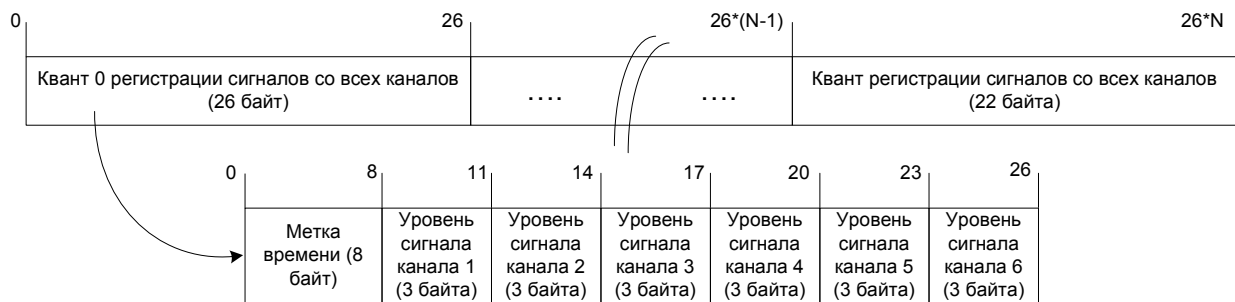 0 26 26*(N-1) 26*N
Квант 0 регистрации сигналов со всех каналов
(26 байт)
....
....
Квант регистрации сигналов со всех каналов
(22 байта)
0 8 11 14 17 20 23 26
Метка
времени (8
байт)
Уровень
сигнала
канала 1
(3 байта)
Уровень
сигнала
канала 2
(3 байта)
Уровень
сигнала
канала 3
(3 байта)
Уровень
сигнала
канала 4
(3 байта)
Уровень
сигнала
канала 5
(3 байта)
Уровень
сигнала
канала 6
(3 байта)